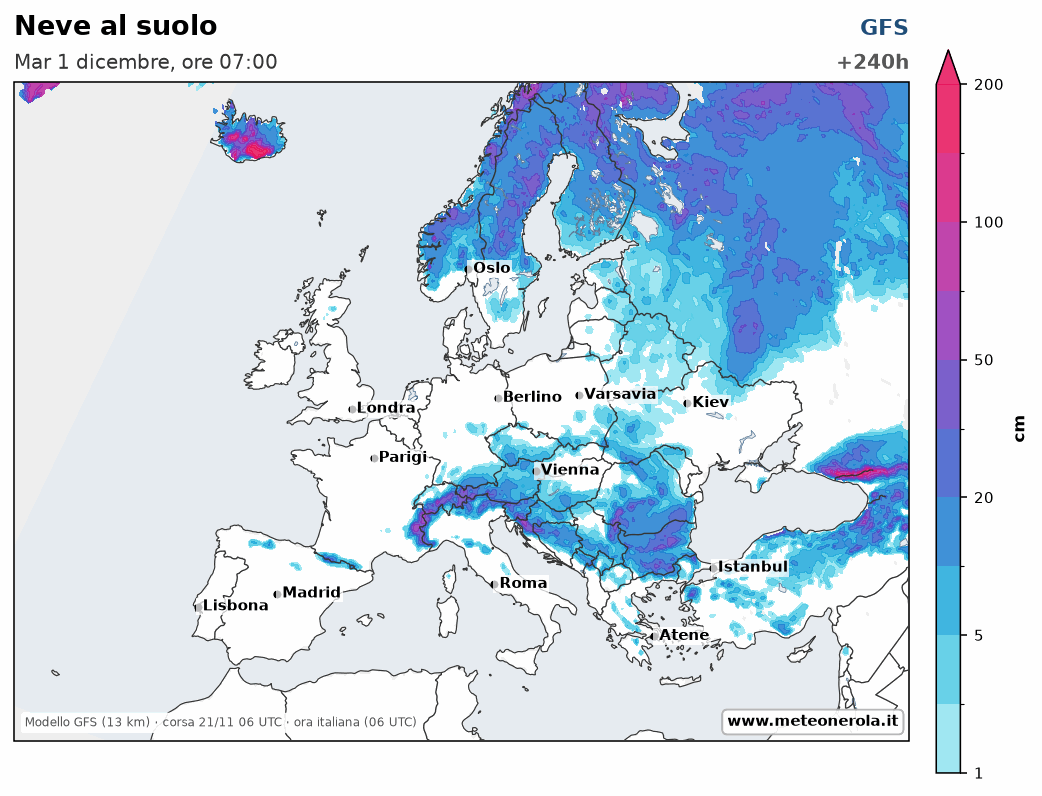 Neve al suolo
GFS
Mar 1 dicembre, ore 07:00
+240h
200
100
50
20
5
1
cm
Oslo
Londra
Berlino
Varsavia
Kiev
Parigi
Vienna
Istanbul
Roma
Madrid
Lisbona
Atene
Modello GFS (13 km) · corsa 21/11 06 UTC · ora italiana (06 UTC)
www.meteonerola.it